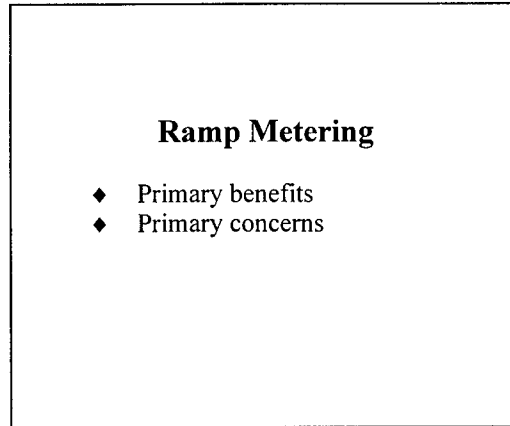 Ramp Metering
◆ Primary benefits
◆ Primary concerns